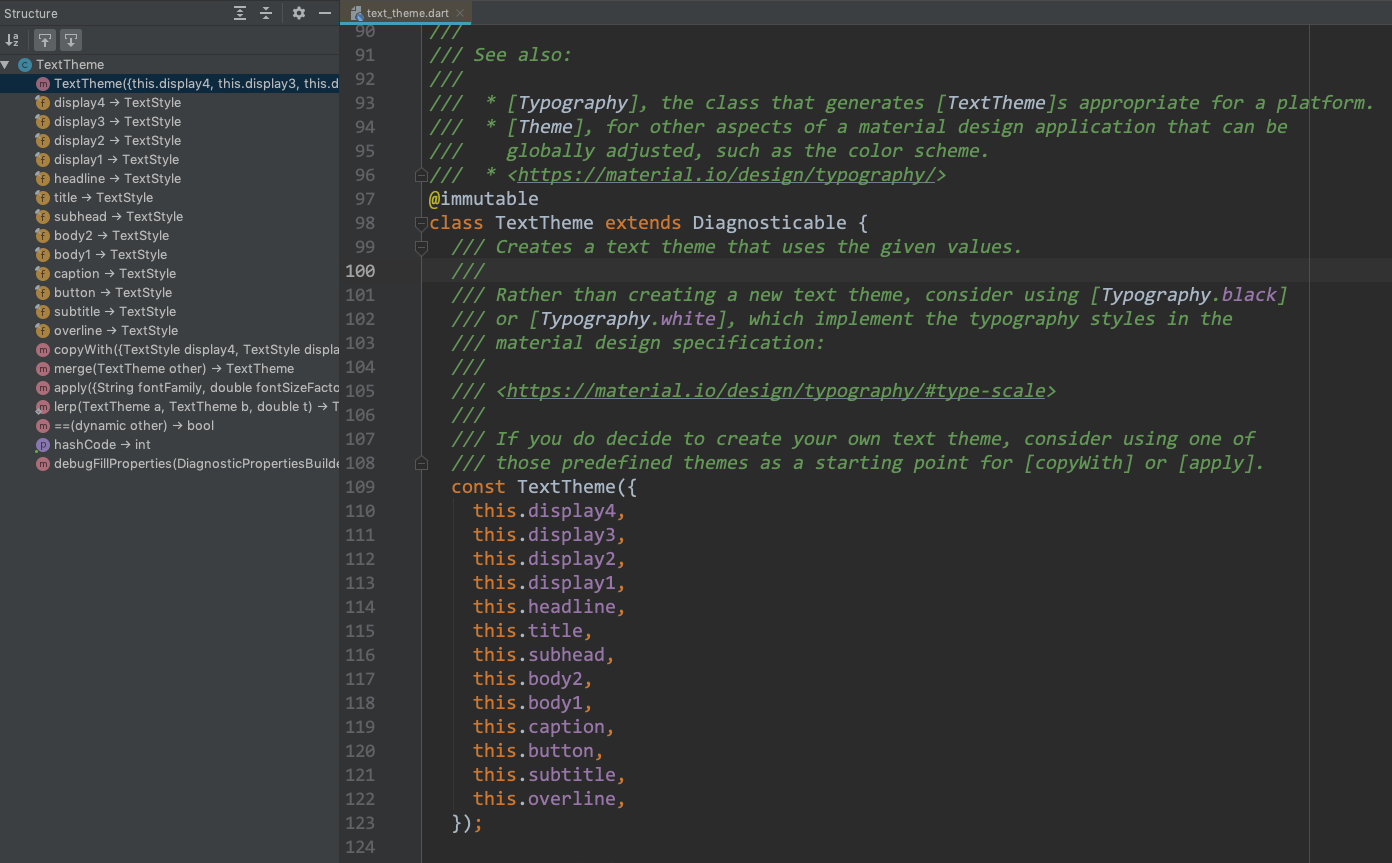 Structure
TextTheme
TextTheme({this.display4, this.display3, this.d
display4 → TextStyle
display3 → TextStyle
display2 → TextStyle
display1 → TextStyle
headline → TextStyle
title → TextStyle
subhead → TextStyle
body2 → TextStyle
body1 → TextStyle
caption → TextStyle
button → TextStyle
subtitle → TextStyle
overline → TextStyle
copyWith({TextStyle display4, TextStyle displa
merge(TextTheme other) → TextTheme
apply({String fontFamily, double fontSizeFacto
lerp(TextTheme a, TextTheme b, double t) → T
==(dynamic other) → bool
hashCode → int
debugFillProperties(DiagnosticPropertiesBuilde
text_theme.dart
90 ///
91 /// See also:
92 ///
93 ///  * [Typography], the class that generates [TextTheme]s appropriate for a platform.
94 ///  * [Theme], for other aspects of a material design application that can be
95 ///    globally adjusted, such as the color scheme.
96 ///  * <https://material.io/design/typography/>
97 @immutable
98 class TextTheme extends Diagnosticable {
99   /// Creates a text theme that uses the given values.
100   ///
101   /// Rather than creating a new text theme, consider using [Typography.black]
102   /// or [Typography.white], which implement the typography styles in the
103   /// material design specification:
104   ///
105   /// <https://material.io/design/typography/#type-scale>
106   ///
107   /// If you do decide to create your own text theme, consider using one of
108   /// those predefined themes as a starting point for [copyWith] or [apply].
109   const TextTheme({
110     this.display4,
111     this.display3,
112     this.display2,
113     this.display1,
114     this.headline,
115     this.title,
116     this.subhead,
117     this.body2,
118     this.body1,
119     this.caption,
120     this.button,
121     this.subtitle,
122     this.overline,
123   });
124